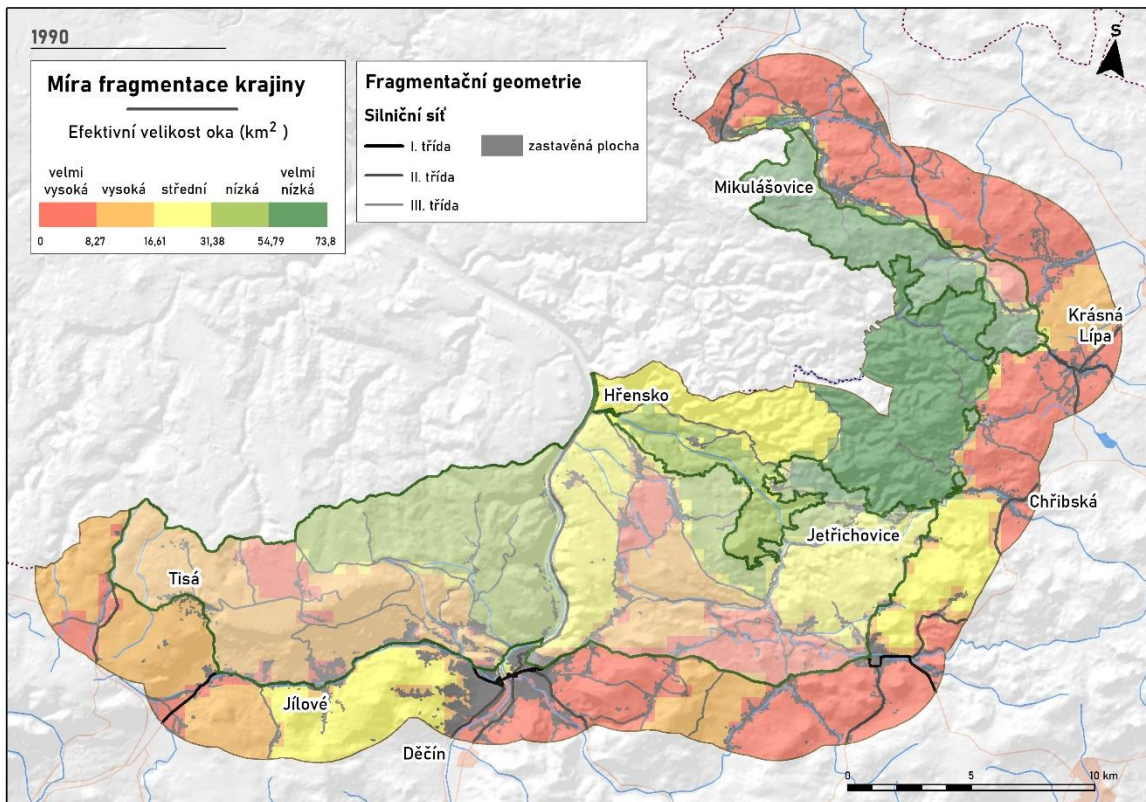 1990
Míra fragmentace krajiny
Efektivní velikost oka (km² )
velmi vysoká
vysoká
střední
nízká
velmi nízká
0
8,27
16,61
31,38
54,79
73,8
Fragmentační geometrie
Silniční síť
I. třída
II. třída
III. třída
zastavěná plocha
S
Mikulášovice
Krásná
Lípa
Hřensko
Chřibská
Jetřichovice
Tisá
Jílové
Děčín
0
5
10 km